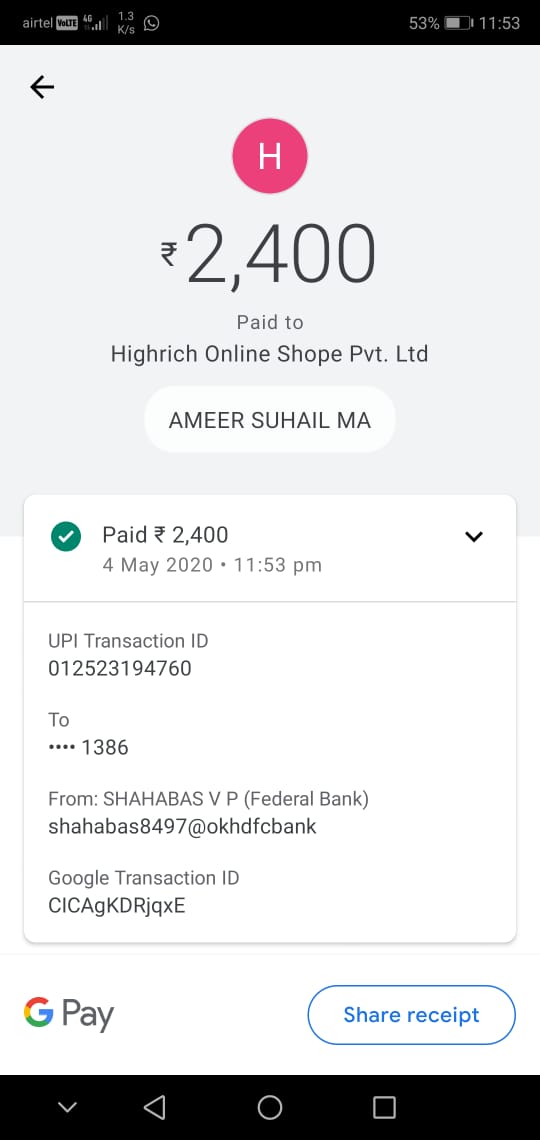 airtel VoLTE 4G 1.3 K/s 53% 11:53
H
₹2,400
Paid to
Highrich Online Shope Pvt. Ltd
AMEER SUHAIL MA
Paid ₹ 2,400
4 May 2020 • 11:53 pm
UPI Transaction ID
012523194760
To
•••• 1386
From: SHAHABAS V P (Federal Bank)
shahabas8497@okhdfcbank
Google Transaction ID
CICAgKDRjqxE
G Pay
Share receipt